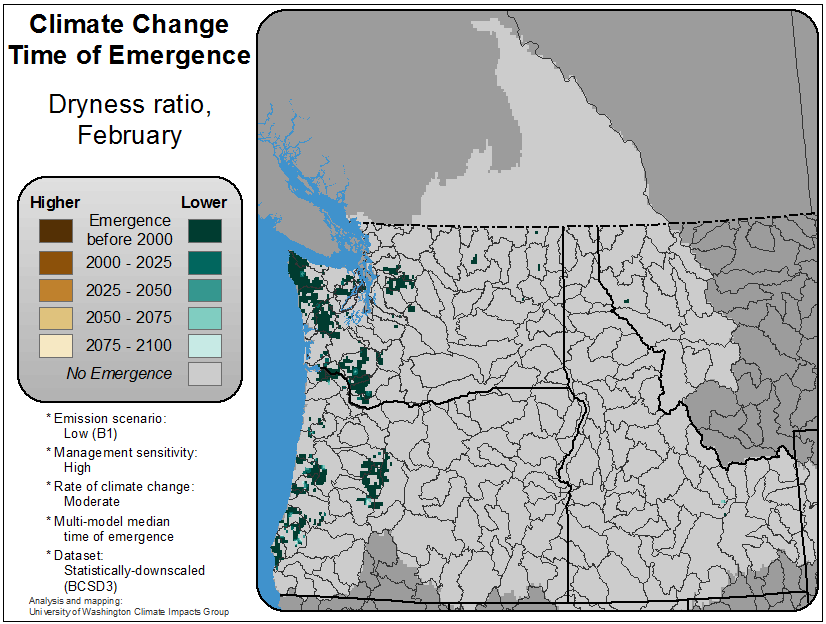 Climate Change
Time of Emergence
Dryness ratio,
February
Higher Lower
Emergence
before 2000
2000 - 2025
2025 - 2050
2050 - 2075
2075 - 2100
No Emergence
* Emission scenario:
Low (B1)
* Management sensitivity:
High
* Rate of climate change:
Moderate
* Multi-model median
time of emergence
* Dataset:
Statistically-downscaled
(BCSD3)
Analysis and mapping:
University of Washington Climate Impacts Group